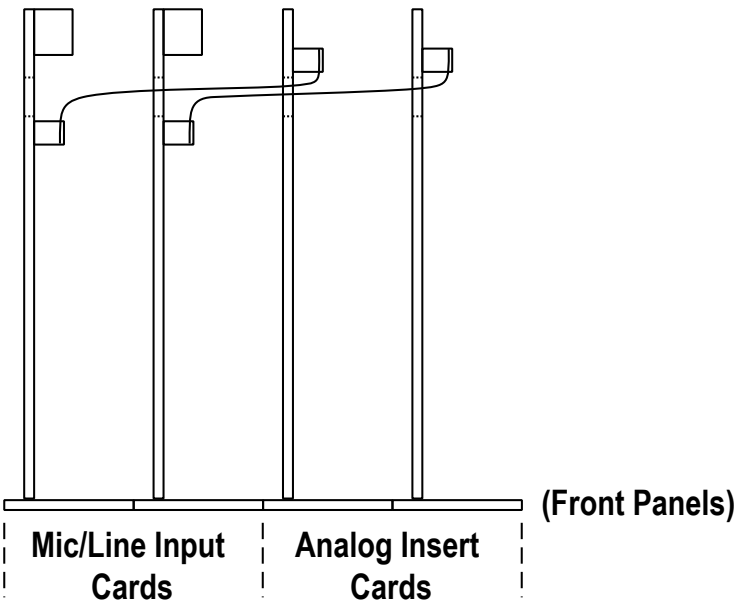 (Front Panels)
Mic/Line Input
Cards
Analog Insert
Cards